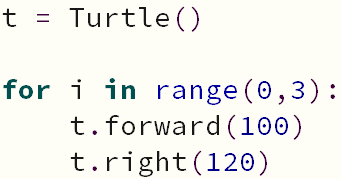 t = Turtle()
for i in range(0,3):
    t.forward(100)
    t.right(120)